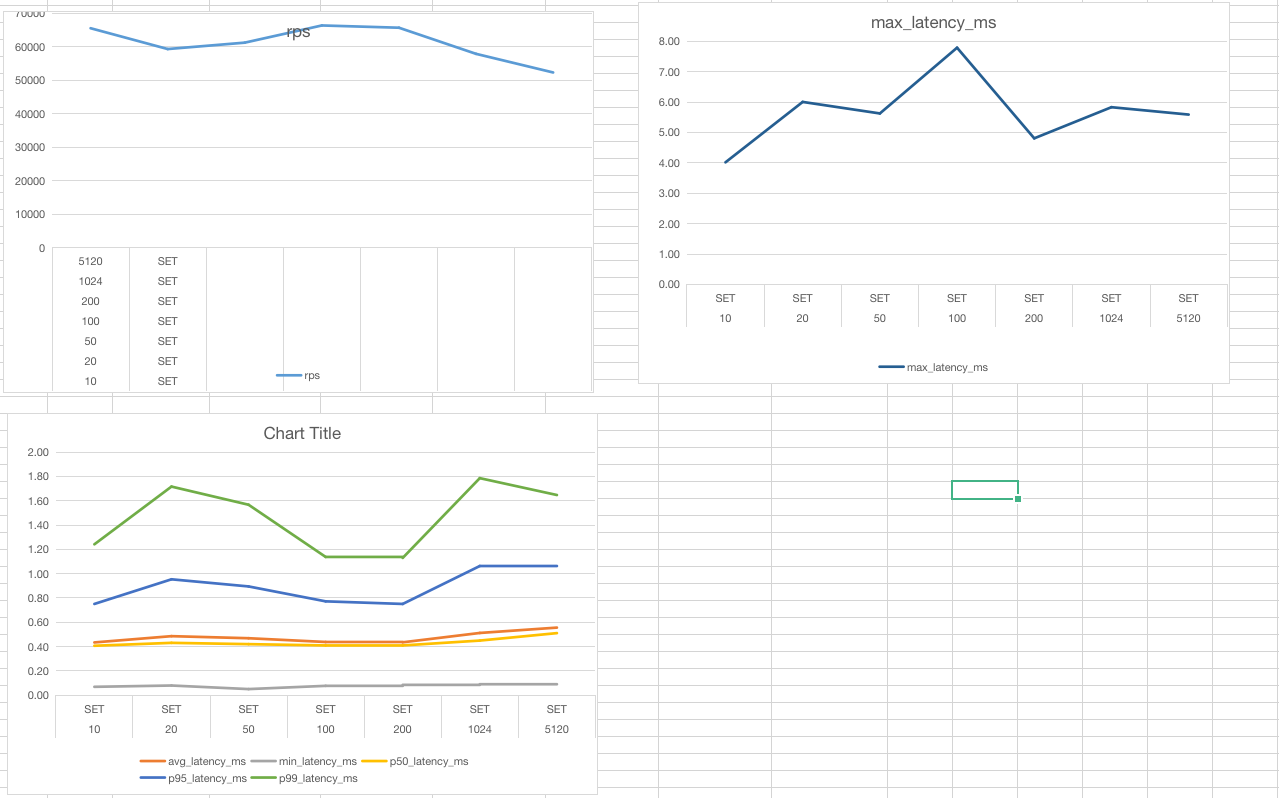 70000
rps
60000
50000
40000
30000
20000
10000
0
5120 SET
1024 SET
200 SET
100 SET
50 SET
20 SET
10 SET
rps
max_latency_ms
8.00
7.00
6.00
5.00
4.00
3.00
2.00
1.00
0.00
SET SET SET SET SET SET SET
10 20 50 100 200 1024 5120
max_latency_ms
Chart Title
2.00
1.80
1.60
1.40
1.20
1.00
0.80
0.60
0.40
0.20
0.00
SET SET SET SET SET SET SET
10 20 50 100 200 1024 5120
avg_latency_ms min_latency_ms p50_latency_ms
p95_latency_ms p99_latency_ms